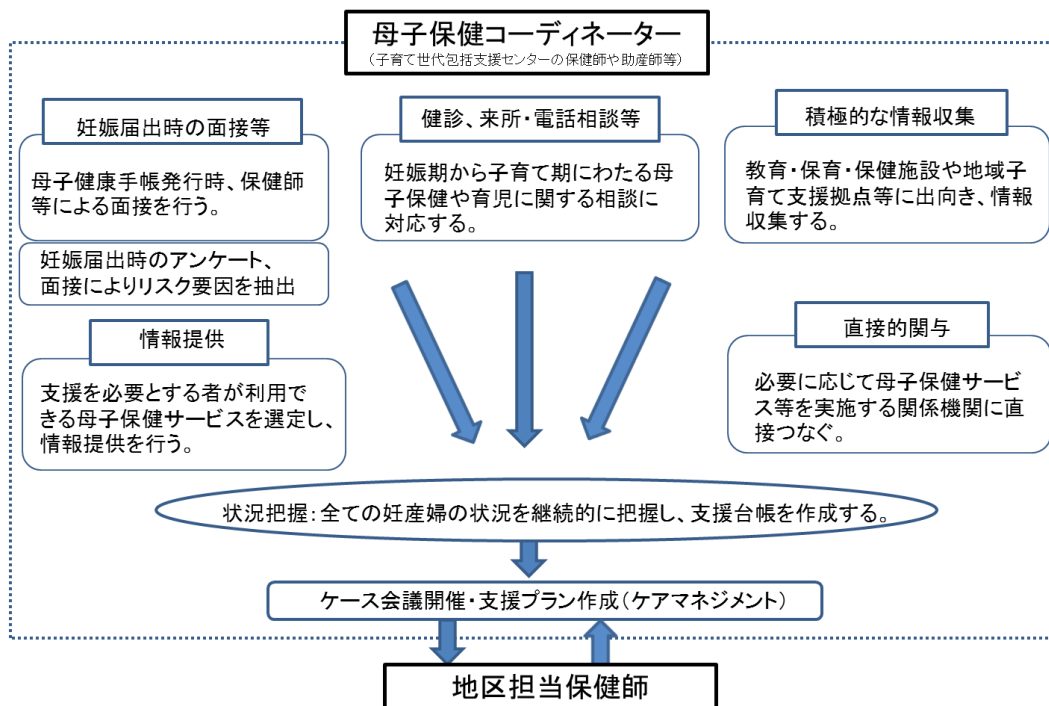 母子保健コーディネーター
（子育て世代包括支援センターの保健師や助産師等）
妊娠届出時の面接等
母子健康手帳発行時、保健師
等による面接を行う。
妊娠届出時のアンケート、
面接によりリスク要因を抽出
健診、来所・電話相談等
妊娠期から子育て期にわたる母
子保健や育児に関する相談に
対応する。
積極的な情報収集
教育・保育・保健施設や地域子
育て支援拠点等に出向き、情報
収集する。
情報提供
支援を必要とする者が利用で
きる母子保健サービスを選定し、
情報提供を行う。
直接的関与
必要に応じて母子保健サービ
ス等を実施する関係機関に直
接つなぐ。
状況把握：全ての妊産婦の状況を継続的に把握し、支援台帳を作成する。
ケース会議開催・支援プラン作成（ケアマネジメント）
地区担当保健師